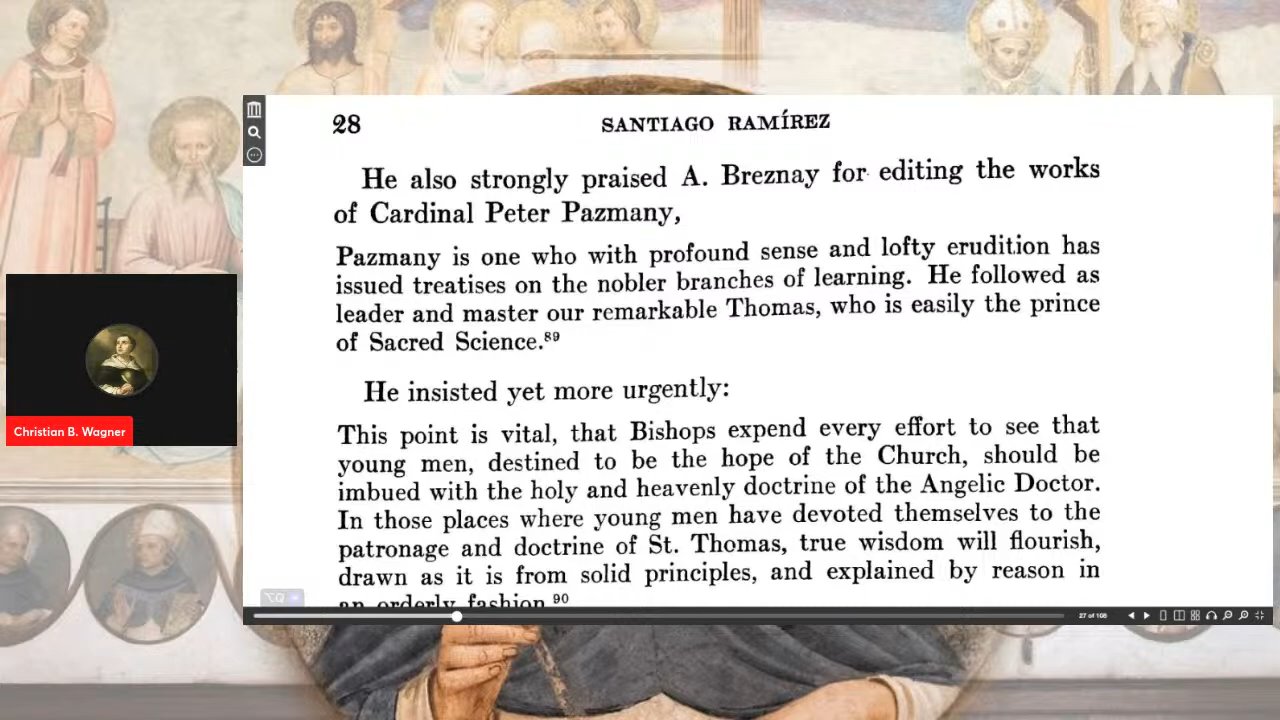 28
SANTIAGO RAMÍREZ
He also strongly praised A. Breznay for editing the works
of Cardinal Peter Pazmany,
Pazmany is one who with profound sense and lofty erudition has
issued treatises on the nobler branches of learning. He followed as
leader and master our remarkable Thomas, who is easily the prince
of Sacred Science.⁸⁹
He insisted yet more urgently:
This point is vital, that Bishops expend every effort to see that
young men, destined to be the hope of the Church, should be
imbued with the holy and heavenly doctrine of the Angelic Doctor.
In those places where young men have devoted themselves to the
patronage and doctrine of St. Thomas, true wisdom will flourish,
drawn as it is from solid principles, and explained by reason in
an orderly fashion ⁹⁰
Christian B. Wagner
27 of 108